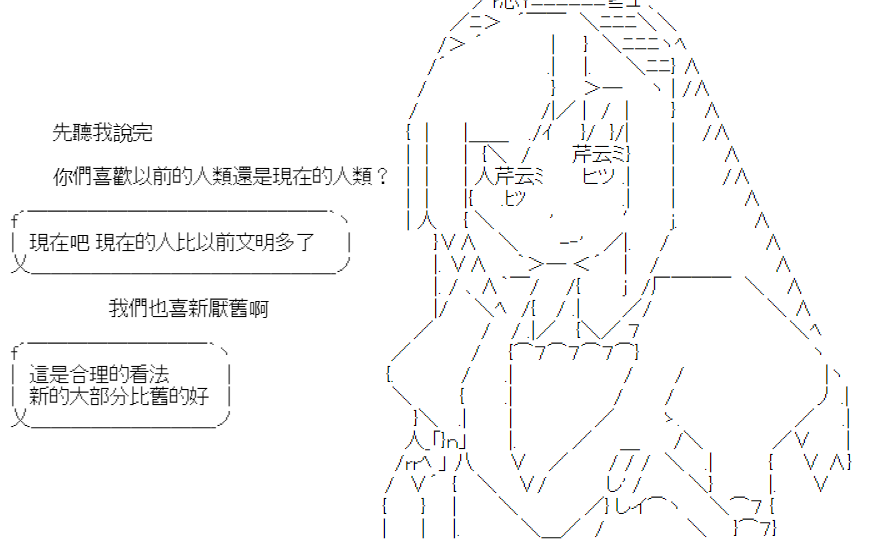 先聽我說完
你們喜歡以前的人類還是現在的人類？
現在吧 現在的人比以前文明多了
我們也喜新厭舊啊
這是合理的看法
新的大部分比舊的好